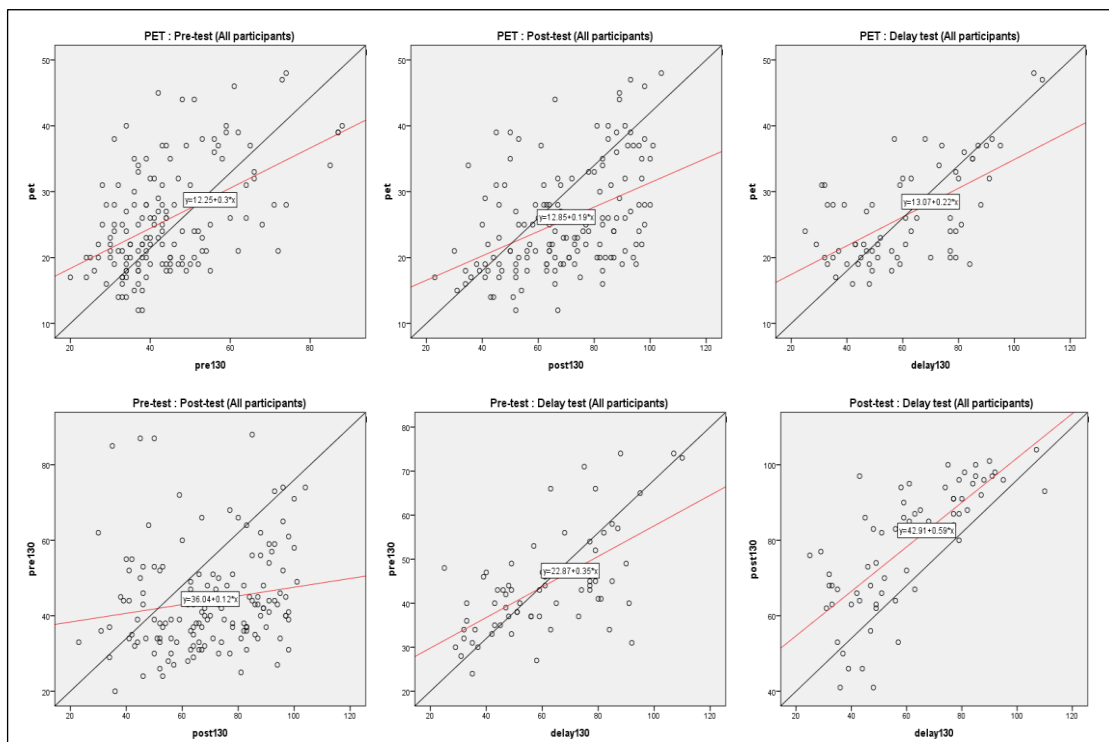 PET : Pre-test (All participants)
50
40
30
20
10
pet
y=12.25+0.3*x
20 40 60 80
pre130
PET : Post-test (All participants)
50
40
30
20
10
pet
y=12.85+0.19*x
20 40 60 80 100 120
post130
PET : Delay test (All participants)
50
40
30
20
10
pet
y=13.07+0.22*x
20 40 60 80 100 120
delay130
Pre-test : Post-test (All participants)
80
60
40
20
pre130
y=36.04+0.12*x
20 40 60 80 100 120
post130
Pre-test : Delay test (All participants)
80
70
60
50
40
30
20
pre130
y=22.87+0.35*x
20 40 60 80 100 120
delay130
Post-test : Delay test (All participants)
100
80
60
40
post130
y=42.91+0.59*x
20 40 60 80 100 120
delay130